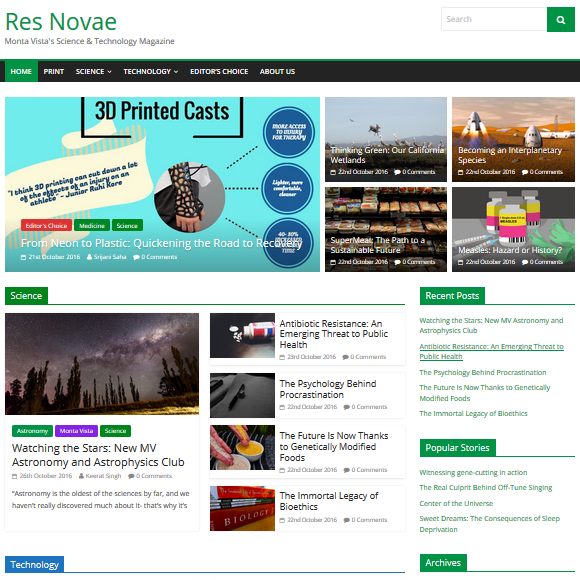 Res Novae
Monta Vista's Science & Technology Magazine
Search
HOME PRINT SCIENCE TECHNOLOGY EDITOR'S CHOICE ABOUT US
3D Printed Casts
MORE ACCESS
TO INJURY
FOR THERAPY
"I think 3D printing can cut down a lot
of the effects of an injury on an
athlete" - Junior Ruhi Kore
Lighter, more
comfortable,
cleaner
Editor's Choice Medicine Science
From Neon to Plastic: Quickening the Road to Recovery
21st October 2016 Srijani Saha 0 Comments
Thinking Green: Our California
Wetlands
22nd October 2016 0 Comments
Becoming an Interplanetary
Species
22nd October 2016 0 Comments
SuperMeal: The Path to a
Sustainable Future
22nd October 2016 0 Comments
MEASLES
Measles: Hazard or History?
22nd October 2016 0 Comments
Science
Astronomy Monta Vista Science
Watching the Stars: New MV
Astronomy and Astrophysics Club
26th October 2016 Keerat Singh 0 Comments
"Astronomy is the oldest of the sciences by far, and we
haven't really discovered much about it- that's why it's
Antibiotic Resistance: An
Emerging Threat to Public
Health
23rd October 2016 0 Comments
The Psychology Behind
Procrastination
22nd October 2016 0 Comments
The Future Is Now Thanks
to Genetically Modified
Foods
22nd October 2016 0 Comments
BIOLOGY
The Immortal Legacy of
Bioethics
22nd October 2016 0 Comments
Recent Posts
Watching the Stars: New MV Astronomy and
Astrophysics Club
Antibiotic Resistance: An Emerging Threat to
Public Health
The Psychology Behind Procrastination
The Future Is Now Thanks to Genetically
Modified Foods
The Immortal Legacy of Bioethics
Popular Stories
Witnessing gene-cutting in action
The Real Culprit Behind Off-Tune Singing
Center of the Universe
Sweet Dreams: The Consequences of Sleep
Deprivation
Archives
Technology